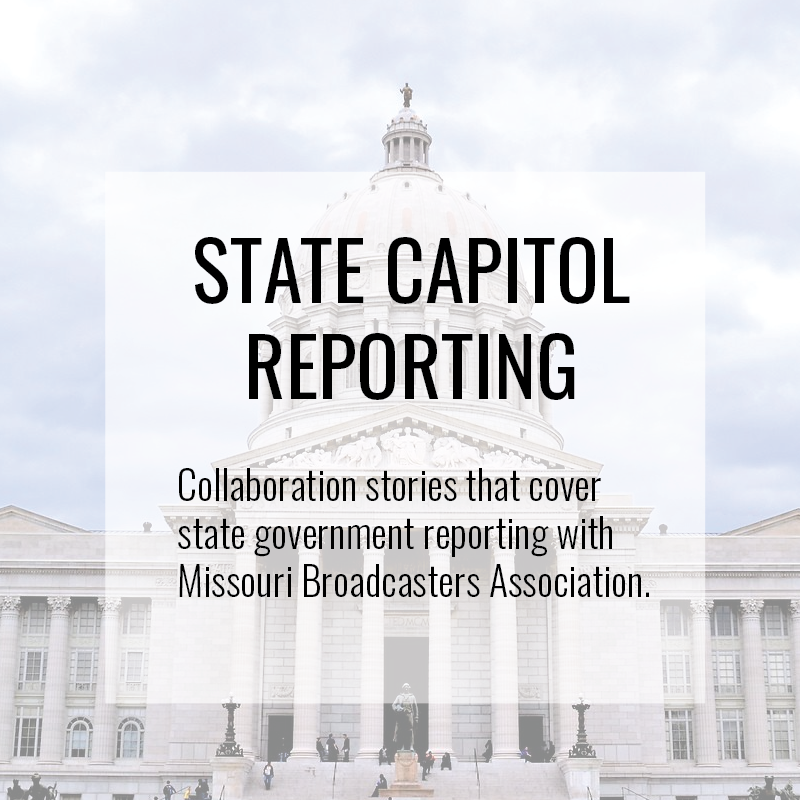 STATE CAPITOL
REPORTING
Collaboration stories that cover
state government reporting with
Missouri Broadcasters Association.